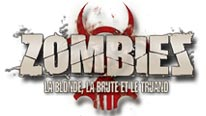 ZOMBIES
LA BLONDE, LA BRUTE ET LE TRUAND